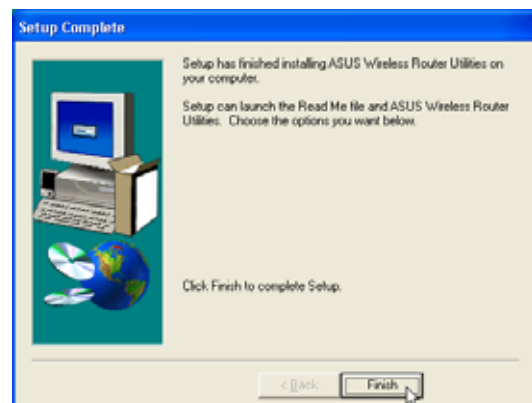 Setup Complete
Setup has finished installing ASUS Wireless Router Utilities on
your computer.
Setup can launch the Read Me file and ASUS Wireless Router
Utilities. Choose the options you want below.
Click Finish to complete Setup.
< Back
Finish